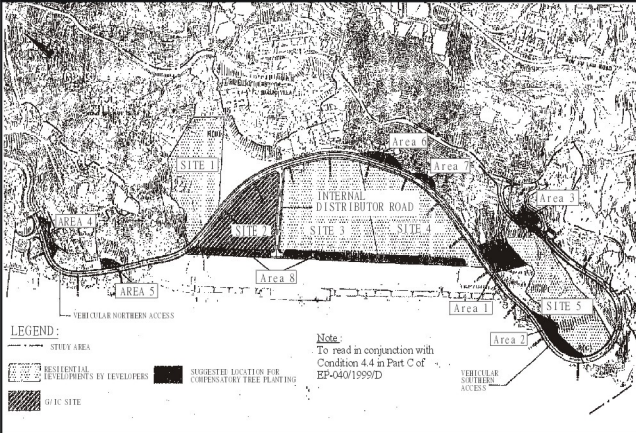 SITE 1
Area 6
Area 7
Area 3
AREA 4
INTERNAL
DISTRIBUTOR ROAD
SITE 2
SITE 3
SITE 4
Area 8
AREA 5
Area 1
SITE 5
Area 2
VEHICULAR NORTHERN ACCESS
VEHICULAR
SOUTHERN
ACCESS
LEGEND:
STUDY AREA
RESIDENTIAL
DEVELOPMENTS BY DEVELOPERS
SUGGESTED LOCATION FOR
COMPENSATORY TREE PLANTING
G/IC SITE
Note :
To read in conjunction with
Condition 4.4 in Part C of
EP-040/1999/D